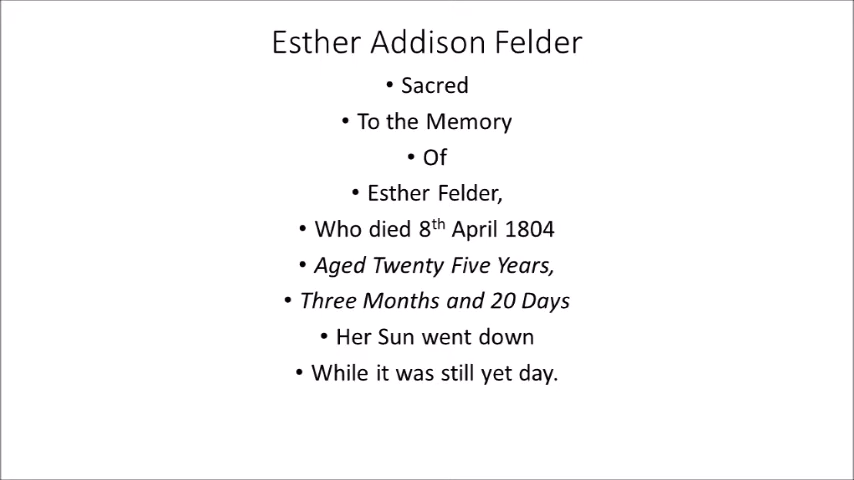 Esther Addison Felder
• Sacred
• To the Memory
• Of
• Esther Felder,
• Who died 8th April 1804
• Aged Twenty Five Years,
• Three Months and 20 Days
• Her Sun went down
• While it was still yet day.